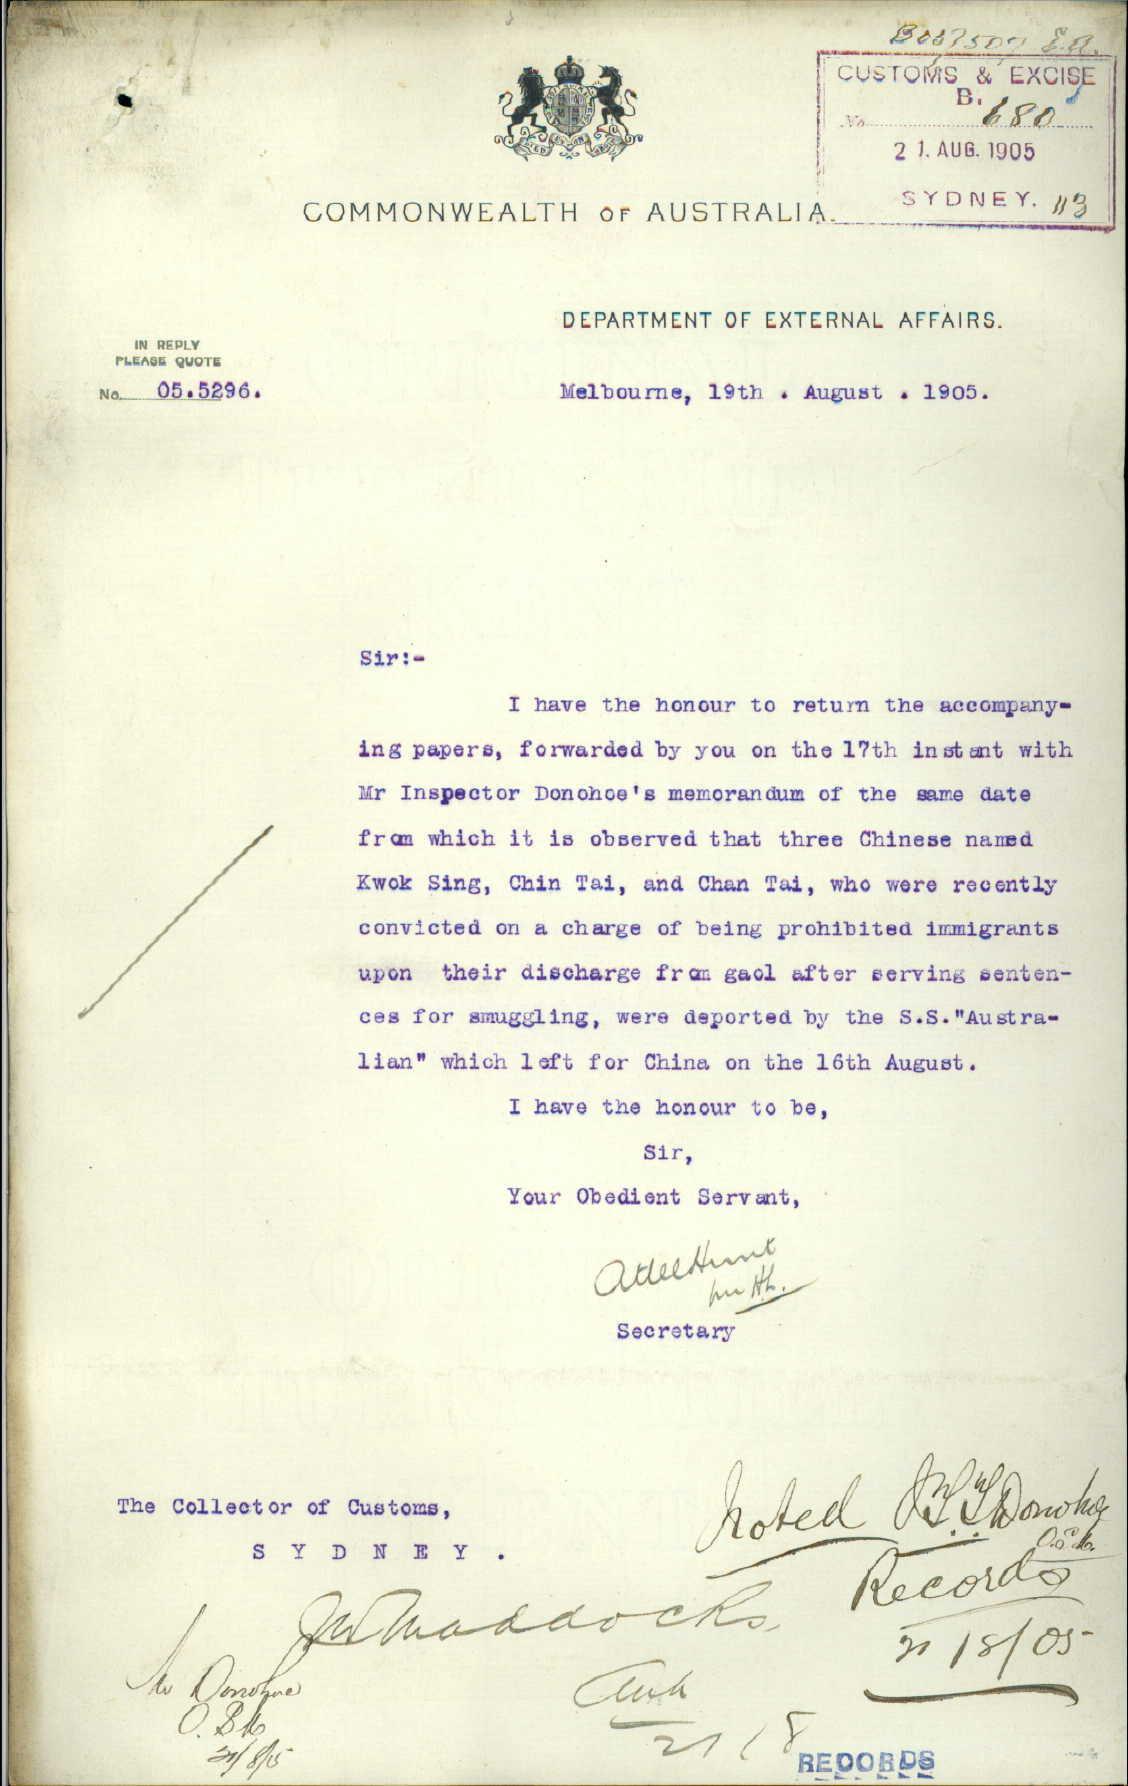 CUSTOMS & EXCISE
B.
No. 680
21. AUG. 1905
SYDNEY. 113
COMMONWEALTH OF AUSTRALIA.
DEPARTMENT OF EXTERNAL AFFAIRS.
IN REPLY
PLEASE QUOTE
No. 05.5296.
Melbourne, 19th . August . 1905.
Sir:-
I have the honour to return the accompany-
ing papers, forwarded by you on the 17th instant with
Mr Inspector Donohoe's memorandum of the same date
from which it is observed that three Chinese named
Kwok Sing, Chin Tai, and Chan Tai, who were recently
convicted on a charge of being prohibited immigrants
upon their discharge from gaol after serving senten-
ces for smuggling, were deported by the S.S."Austra-
lian" which left for China on the 16th August.
I have the honour to be,
Sir,
Your Obedient Servant,
Atlee Hunt
Secretary
The Collector of Customs,
S Y D N E Y .
Noted Donohoe
Records
21/8/05
Maddocks
Mr Donohoe
21/8/05
21/8
RECORDS